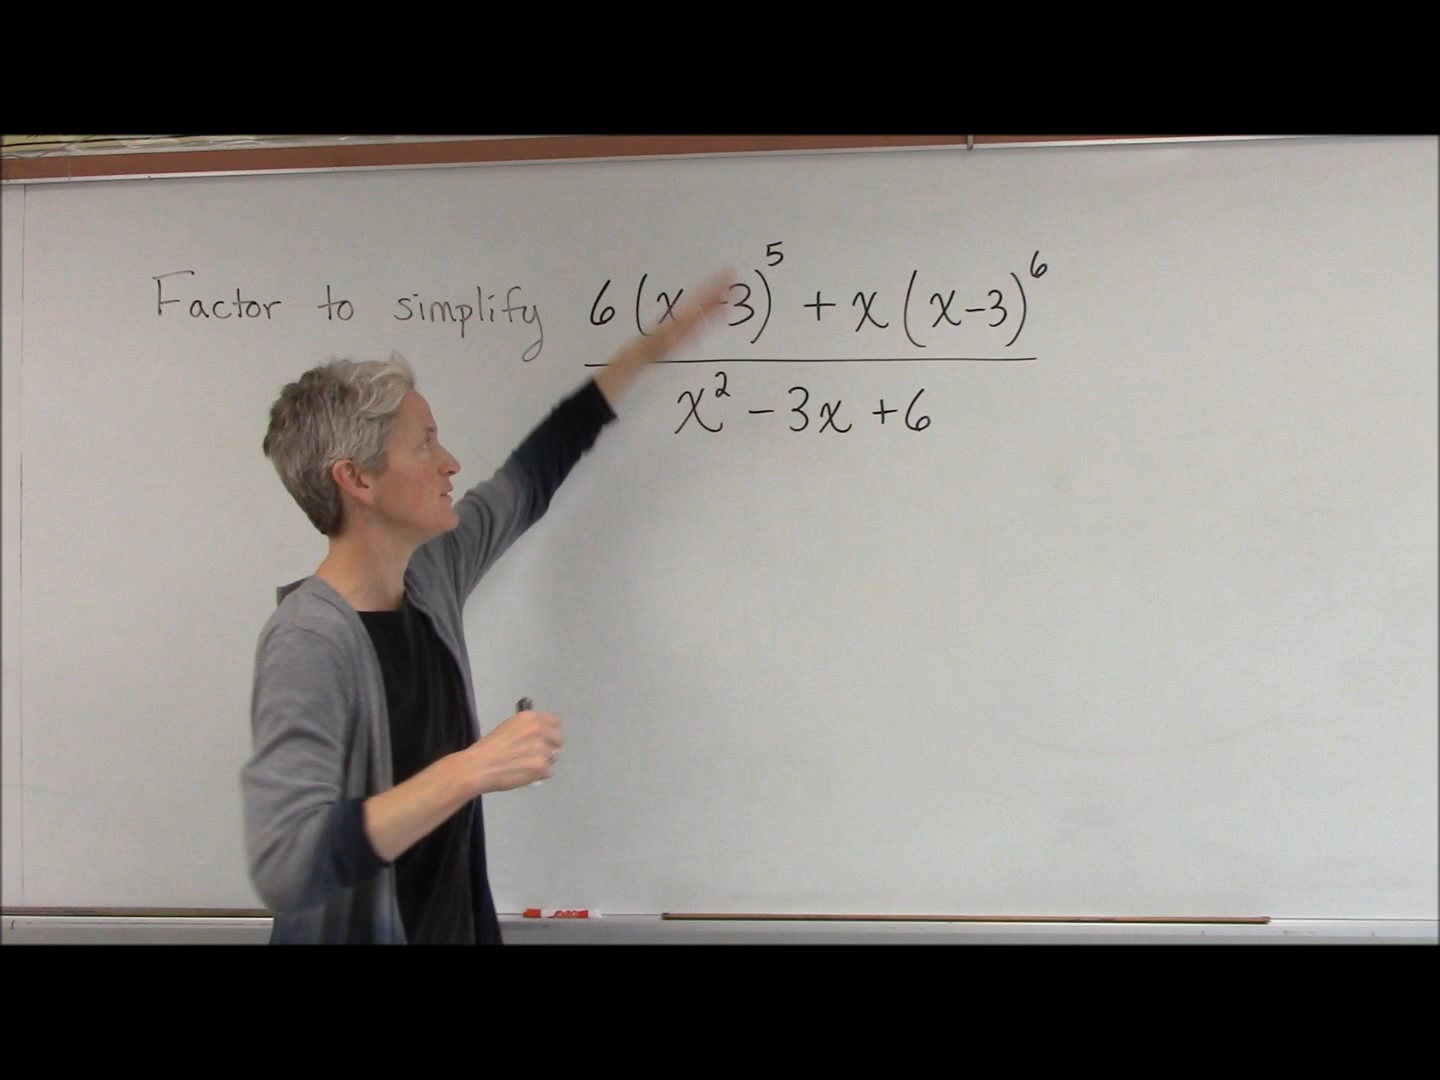 Factor to simplify 6(x-3)^5 + x(x-3)^6
x^2 - 3x + 6